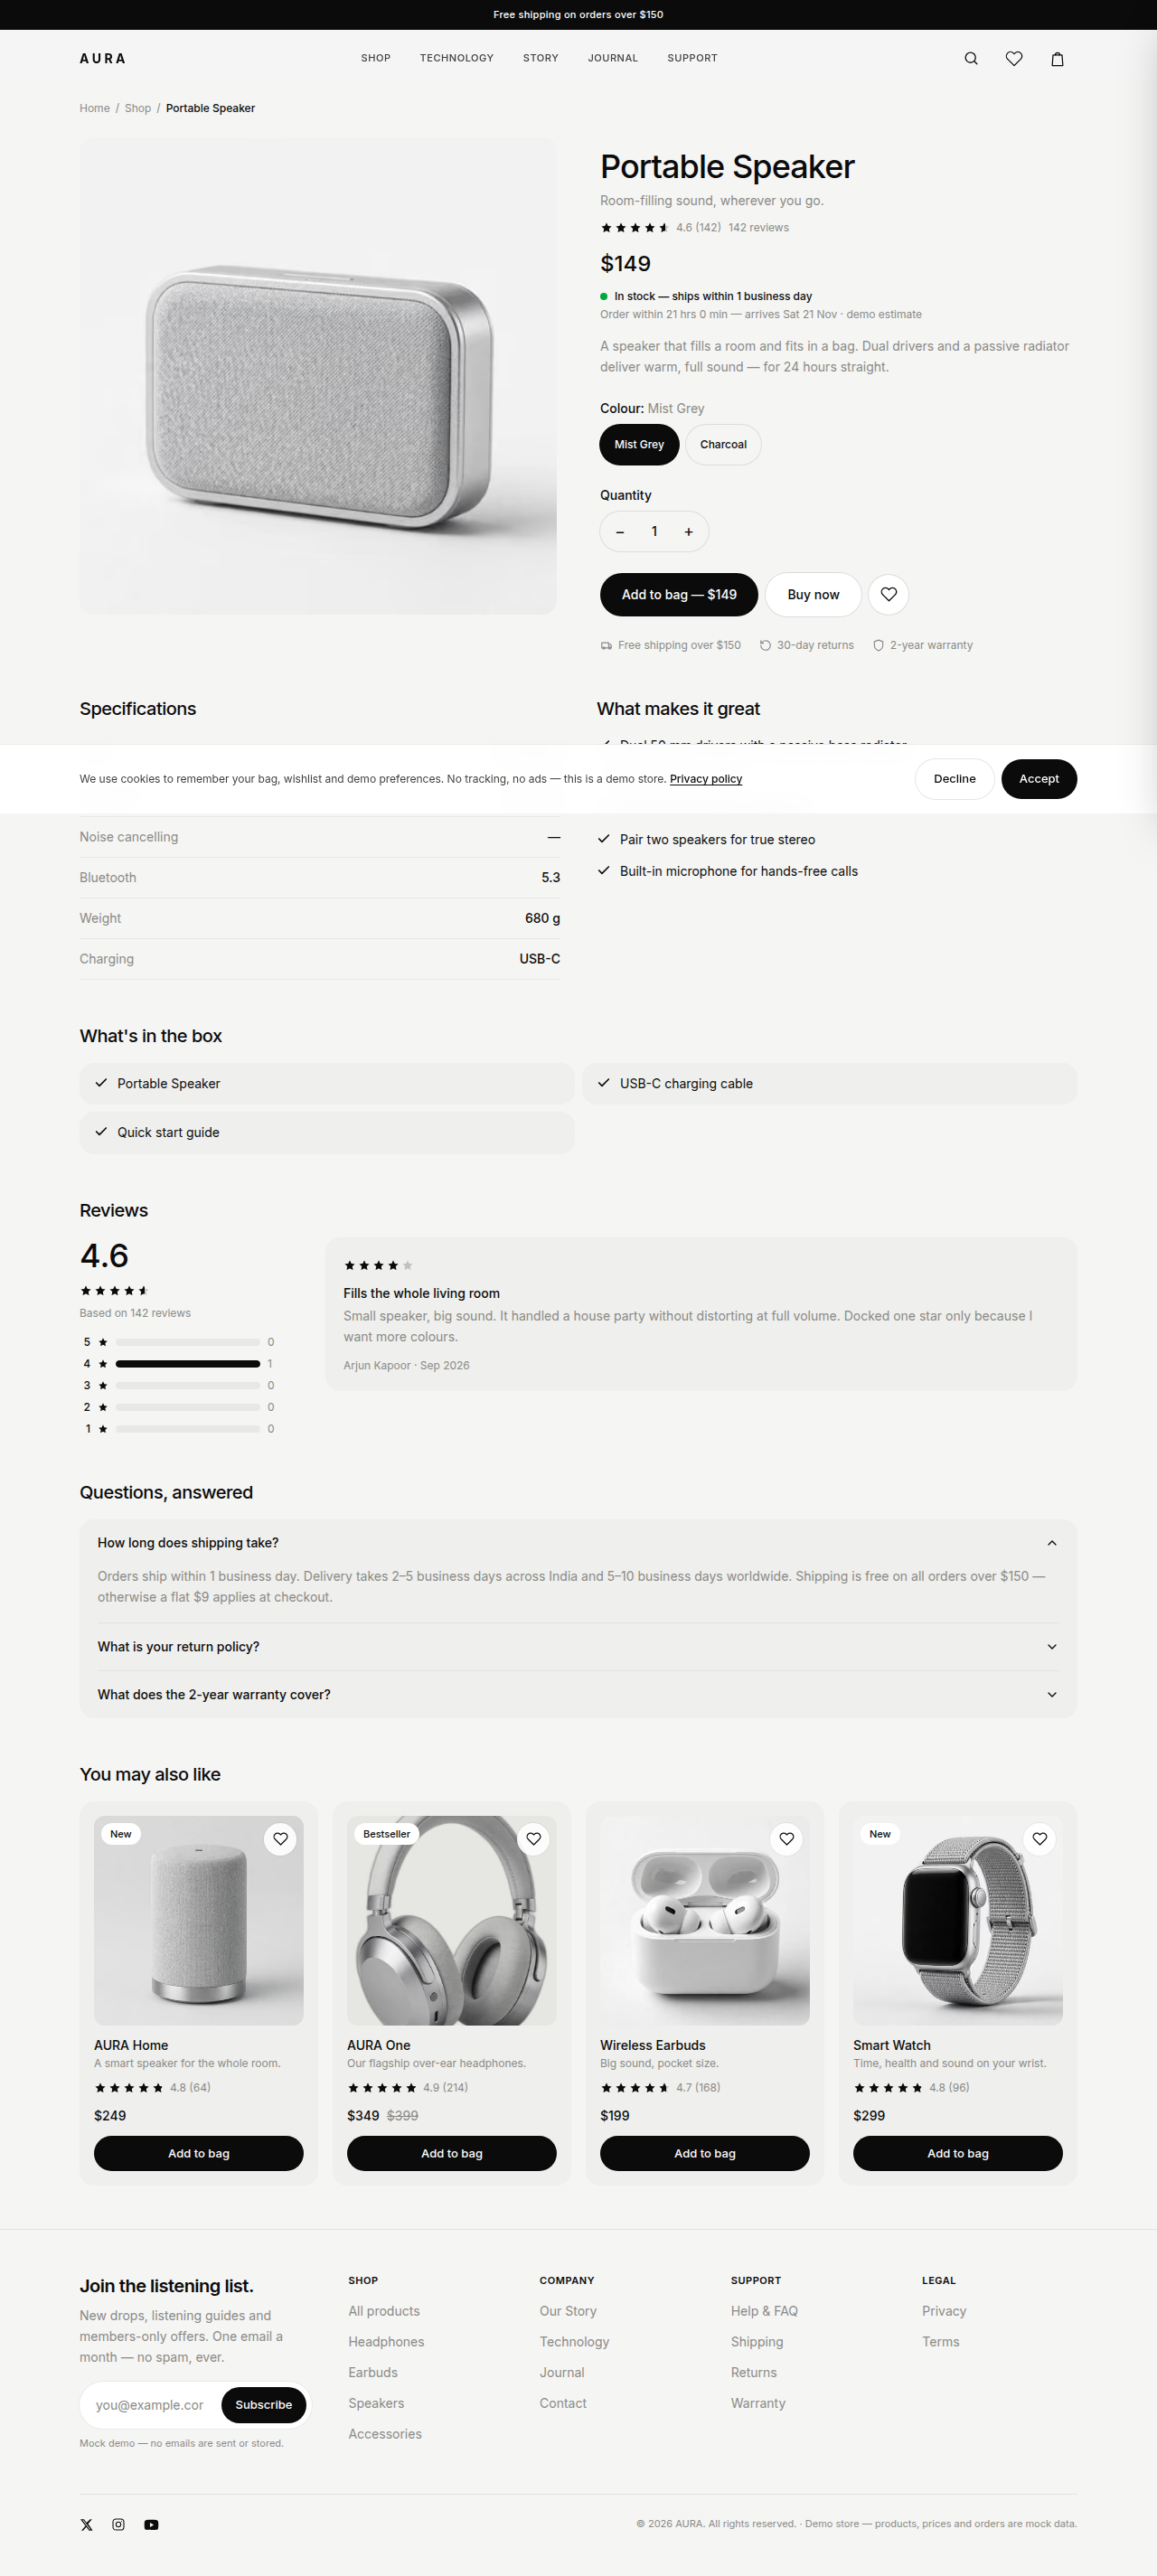 Free shipping on orders over $150
AURA
SHOP TECHNOLOGY STORY JOURNAL SUPPORT
Home / Shop / Portable Speaker
Portable Speaker
Room-filling sound, wherever you go.
4.6 (142) 142 reviews
$149
In stock — ships within 1 business day
Order within 21 hrs 0 min — arrives Sat 21 Nov · demo estimate
A speaker that fills a room and fits in a bag. Dual drivers and a passive radiator
deliver warm, full sound — for 24 hours straight.
Colour: Mist Grey
Mist Grey Charcoal
Quantity
− 1 +
Add to bag — $149 Buy now
Free shipping over $150 30-day returns 2-year warranty
Specifications
What makes it great
We use cookies to remember your bag, wishlist and demo preferences. No tracking, no ads — this is a demo store. Privacy policy
Decline Accept
Noise cancelling —
Bluetooth 5.3
Weight 680 g
Charging USB-C
Pair two speakers for true stereo
Built-in microphone for hands-free calls
What's in the box
Portable Speaker
USB-C charging cable
Quick start guide
Reviews
4.6
Based on 142 reviews
5 0
4 1
3 0
2 0
1 0
Fills the whole living room
Small speaker, big sound. It handled a house party without distorting at full volume. Docked one star only because I
want more colours.
Arjun Kapoor · Sep 2026
Questions, answered
How long does shipping take?
Orders ship within 1 business day. Delivery takes 2–5 business days across India and 5–10 business days worldwide. Shipping is free on all orders over $150 —
otherwise a flat $9 applies at checkout.
What is your return policy?
What does the 2-year warranty cover?
You may also like
New
AURA Home
A smart speaker for the whole room.
4.8 (64)
$249
Add to bag
Bestseller
AURA One
Our flagship over-ear headphones.
4.9 (214)
$349 $399
Add to bag
Wireless Earbuds
Big sound, pocket size.
4.7 (168)
$199
Add to bag
New
Smart Watch
Time, health and sound on your wrist.
4.8 (96)
$299
Add to bag
Join the listening list.
New drops, listening guides and
members-only offers. One email a
month — no spam, ever.
you@example.cor Subscribe
Mock demo — no emails are sent or stored.
SHOP
All products
Headphones
Earbuds
Speakers
Accessories
COMPANY
Our Story
Technology
Journal
Contact
SUPPORT
Help & FAQ
Shipping
Returns
Warranty
LEGAL
Privacy
Terms
© 2026 AURA. All rights reserved. · Demo store — products, prices and orders are mock data.